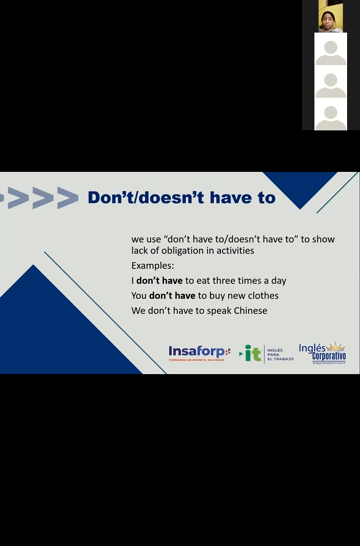 Don't/doesn't have to
we use "don't have to/doesn't have to" to show
lack of obligation in activities
Examples:
I don't have to eat three times a day
You don't have to buy new clothes
We don't have to speak Chinese
Insaforp
it
INGLÉS
PARA
EL TRABAJO
Inglés
Corporativo